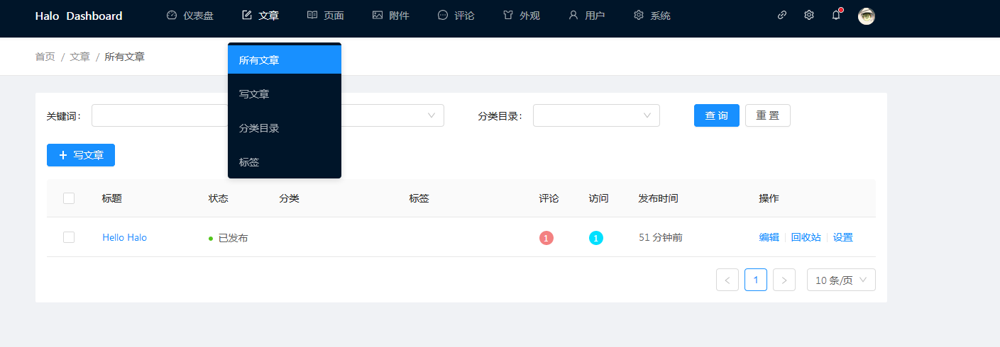 Halo Dashboard 仪表盘 文章 页面 附件 评论 外观 用户 系统
首页 / 文章 / 所有文章
所有文章
写文章
分类目录
标签
关键词： 分类目录： 查 询 重 置
+ 写文章
标题 状态 分类 标签 评论 访问 发布时间 操作
Hello Halo 已发布 1 1 51 分钟前 编辑 回收站 设置
< 1 > 10 条/页